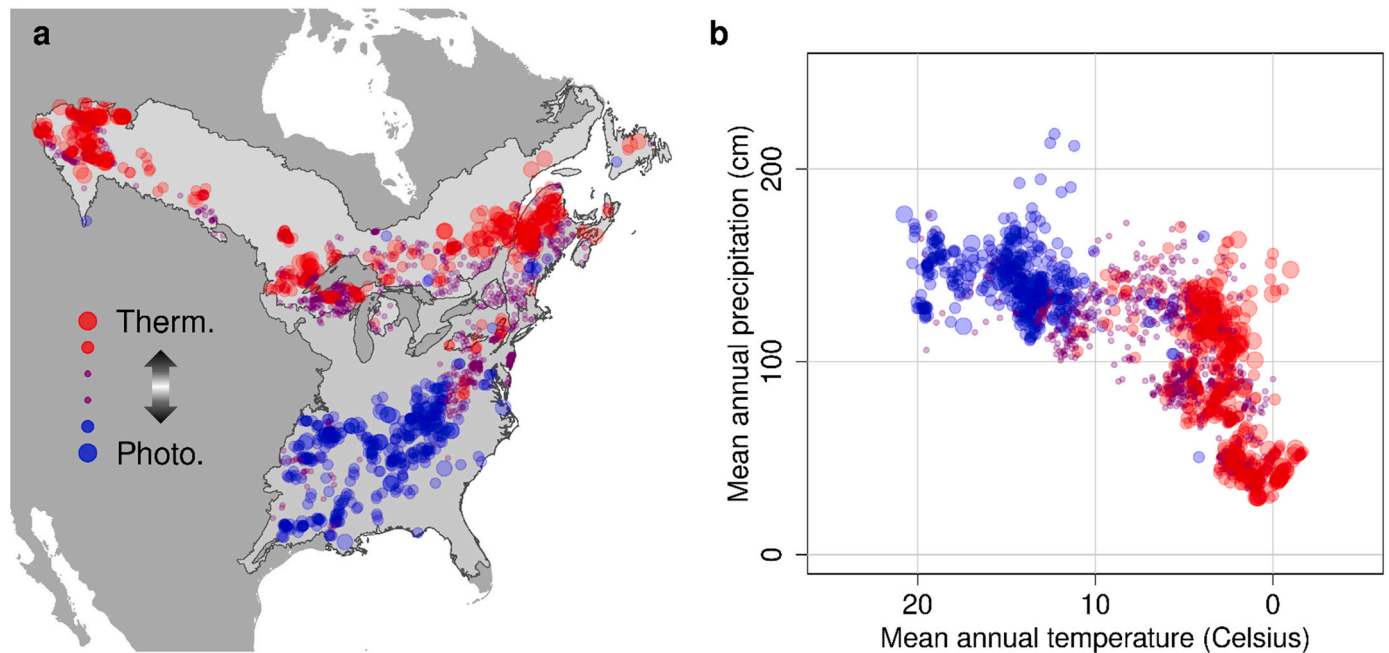 a
Therm.
Photo.
b
Mean annual precipitation (cm)
200
100
0
20
10
0
Mean annual temperature (Celsius)